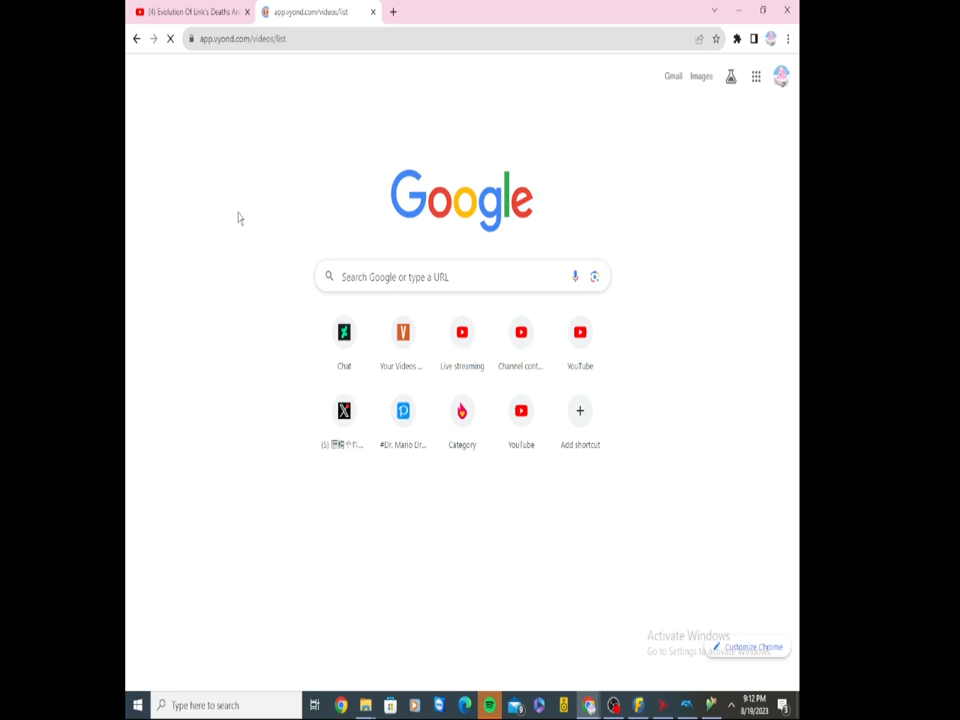 (4) Evolution Of Link's Deaths An
app.vyond.com/videos/list
app.vyond.com/videos/list
Gmail Images
Google
Search Google or type a URL
Chat
Your Videos ...
Live streaming
Channel cont...
YouTube
#Dr. Mario Dr...
Category
YouTube
Add shortcut
Activate Windows
Go to Settings to activate Windows.
Customize Chrome
Type here to search
9
9:12 PM
8/19/2023
3